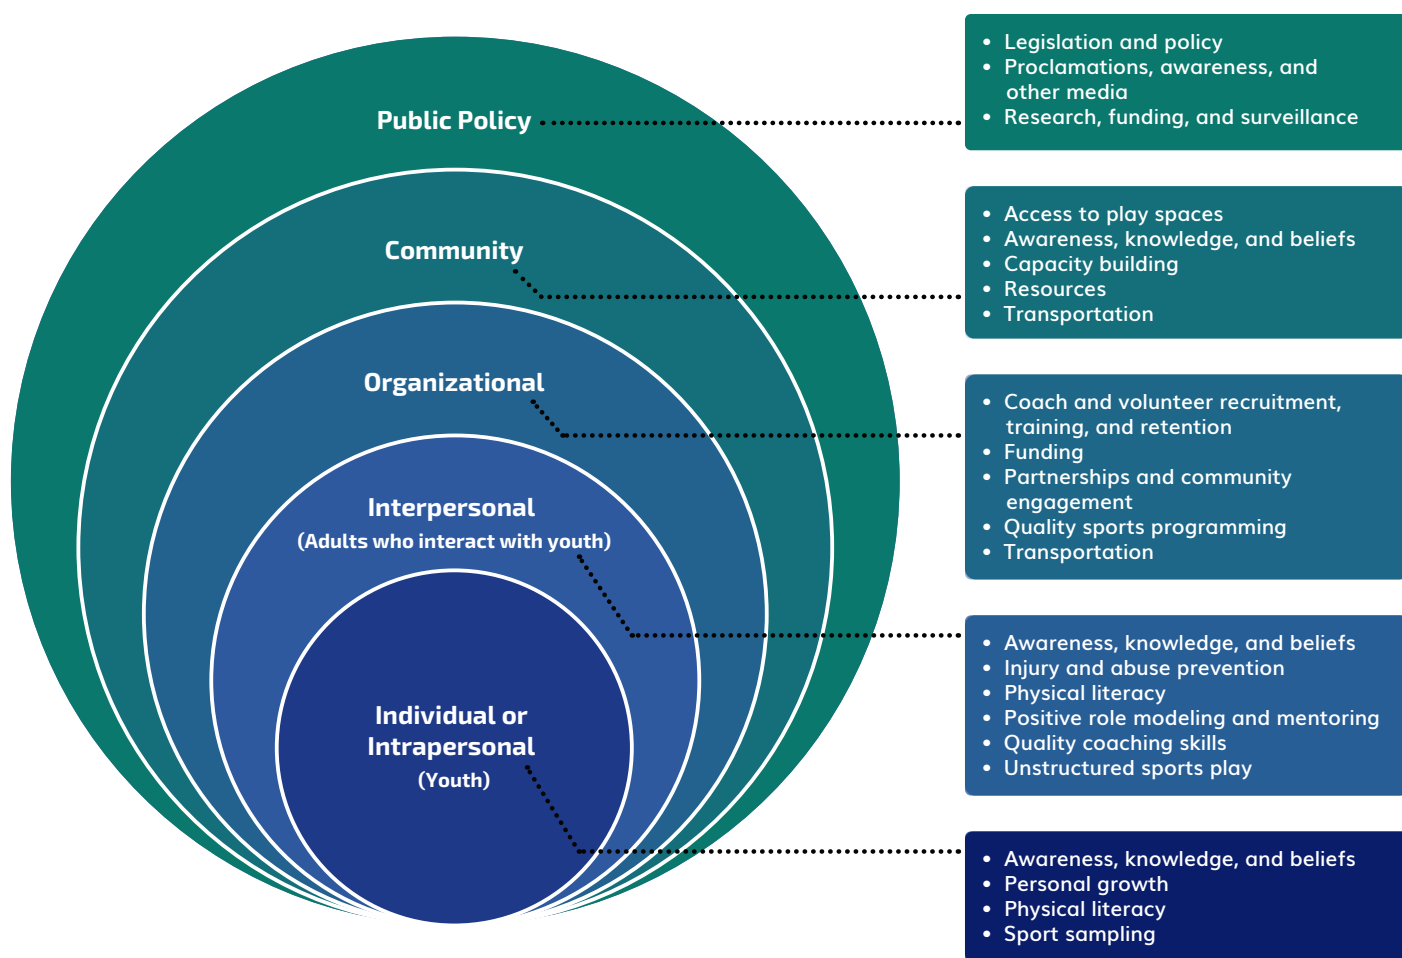 Public Policy
• Legislation and policy
• Proclamations, awareness, and
other media
• Research, funding, and surveillance
Community
• Access to play spaces
• Awareness, knowledge, and beliefs
• Capacity building
• Resources
• Transportation
Organizational
• Coach and volunteer recruitment,
training, and retention
• Funding
• Partnerships and community
engagement
• Quality sports programming
• Transportation
Interpersonal
(Adults who interact with youth)
• Awareness, knowledge, and beliefs
• Injury and abuse prevention
• Physical literacy
• Positive role modeling and mentoring
• Quality coaching skills
• Unstructured sports play
Individual or
Intrapersonal
(Youth)
• Awareness, knowledge, and beliefs
• Personal growth
• Physical literacy
• Sport sampling